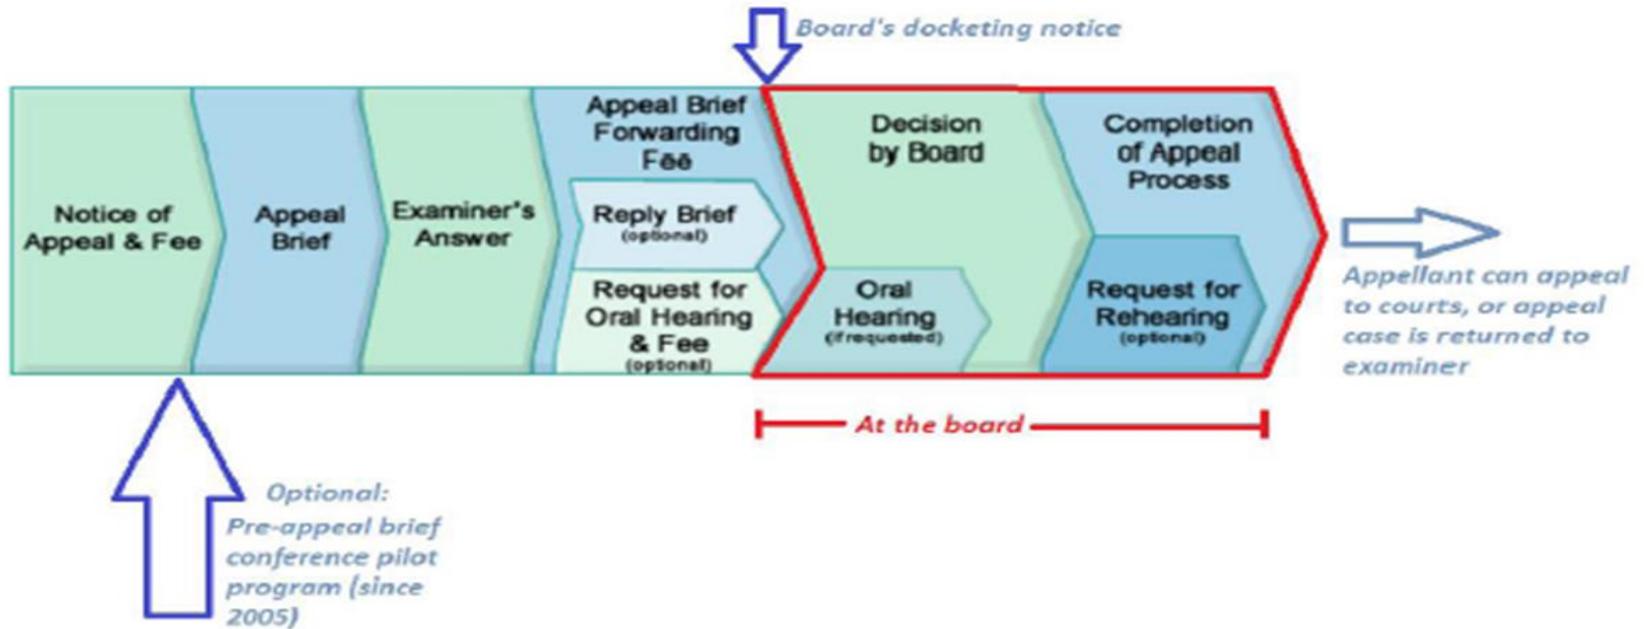 Board's docketing notice
Notice of
Appeal & Fee
Appeal
Brief
Examiner's
Answer
Appeal Brief
Forwarding
Fee
Reply Brief
(optional)
Request for
Oral Hearing
& Fee
(optional)
Decision
by Board
Oral
Hearing
(if requested)
Completion
of Appeal
Process
Request for
Rehearing
(optional)
Appellant can appeal
to courts, or appeal
case is returned to
examiner
At the board
Optional:
Pre-appeal brief
conference pilot
program (since
2005)